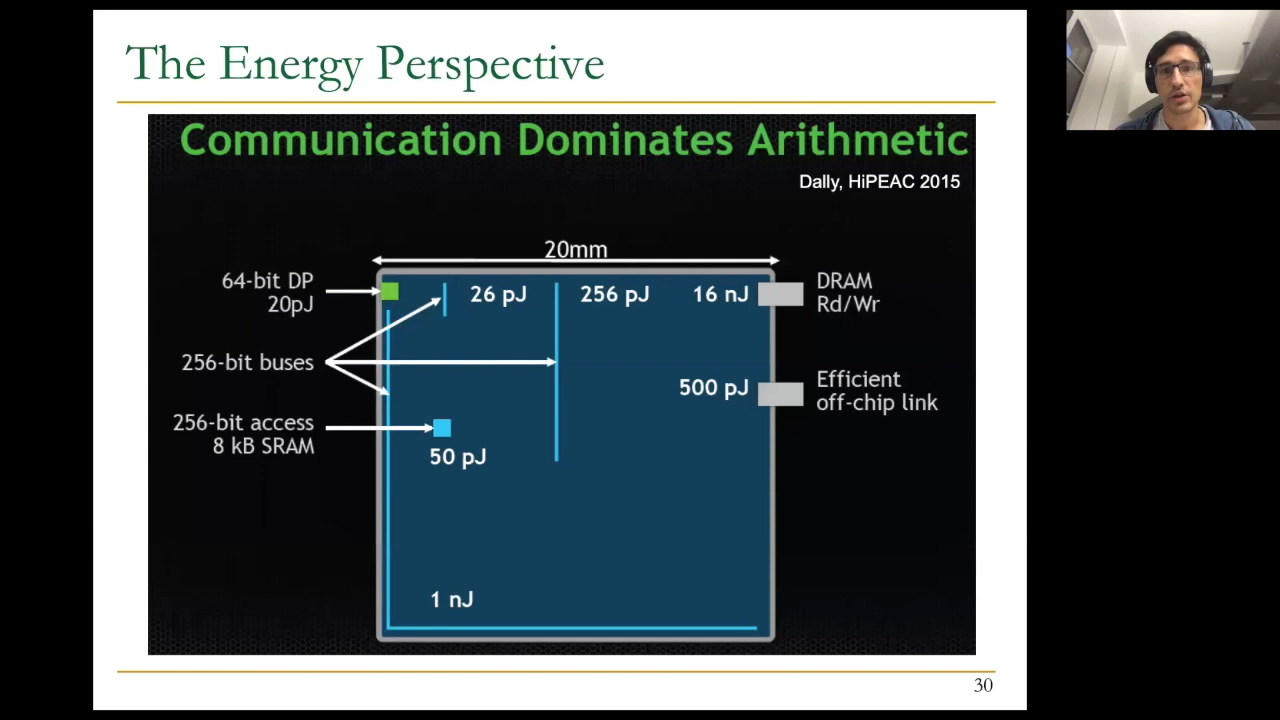 The Energy Perspective
Communication Dominates Arithmetic
Dally, HiPEAC 2015
20mm
64-bit DP
20pJ
26 pJ
256 pJ
16 nJ
DRAM
Rd/Wr
256-bit buses
500 pJ
Efficient
off-chip link
256-bit access
8 kB SRAM
50 pJ
1 nJ
30